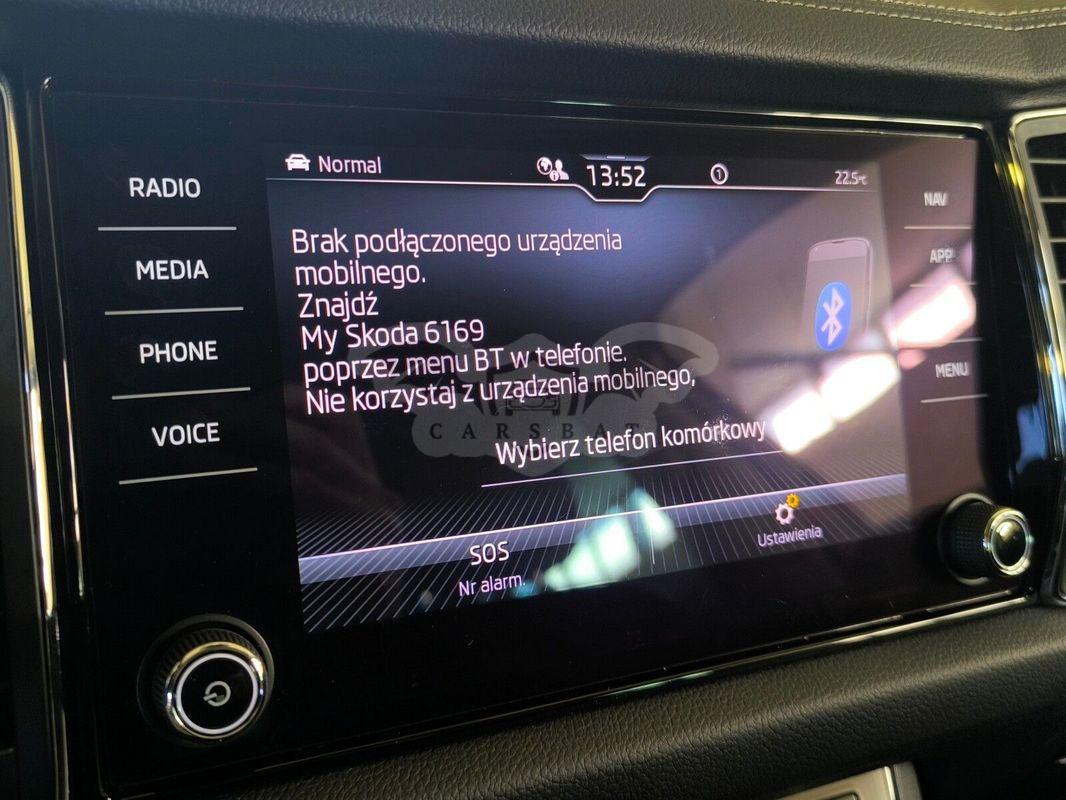 RADIO
MEDIA
PHONE
VOICE
Normal
13:52
1
22.5°C
Brak podłączonego urządzenia
mobilnego.
Znajdź
My Skoda 6169
poprzez menu BT w telefonie.
Nie korzystaj z urządzenia mobilnego,
CARSBAT
Wybierz telefon komórkowy
SOS
Nr alarm.
Ustawienia
NAV
APP
MENU